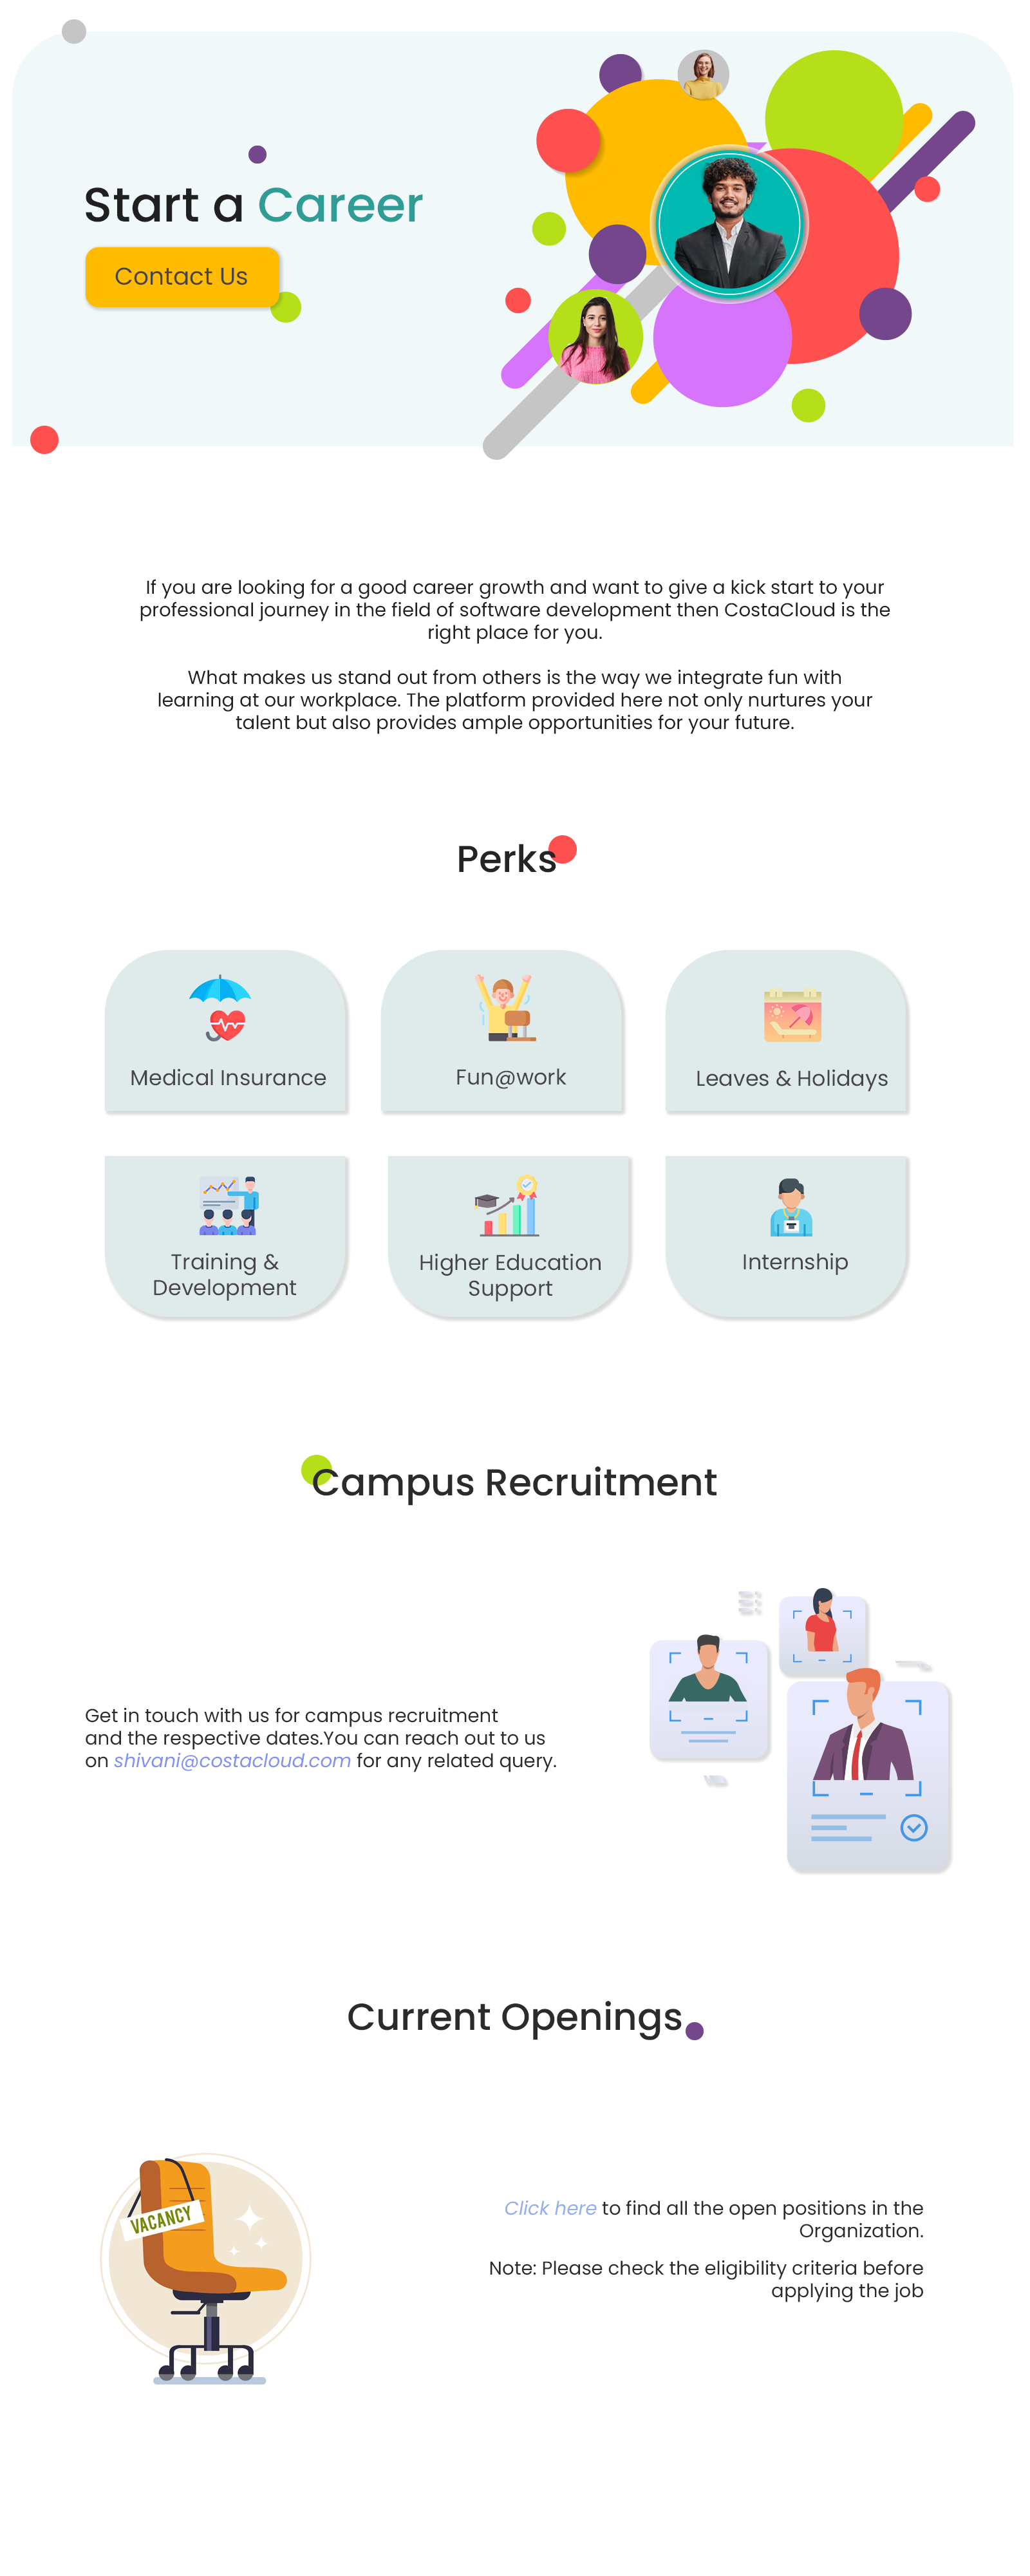 Start a Career
Contact Us
If you are looking for a good career growth and want to give a kick start to your
professional journey in the field of software development then CostaCloud is the
right place for you.
What makes us stand out from others is the way we integrate fun with
learning at our workplace. The platform provided here not only nurtures your
talent but also provides ample opportunities for your future.
Perks
Medical Insurance
Fun@work
Leaves & Holidays
Training &
Development
Higher Education
Support
Internship
Campus Recruitment
Get in touch with us for campus recruitment
and the respective dates.You can reach out to us
on shivani@costacloud.com for any related query.
Current Openings
VACANCY
Click here to find all the open positions in the
Organization.
Note: Please check the eligibility criteria before
applying the job